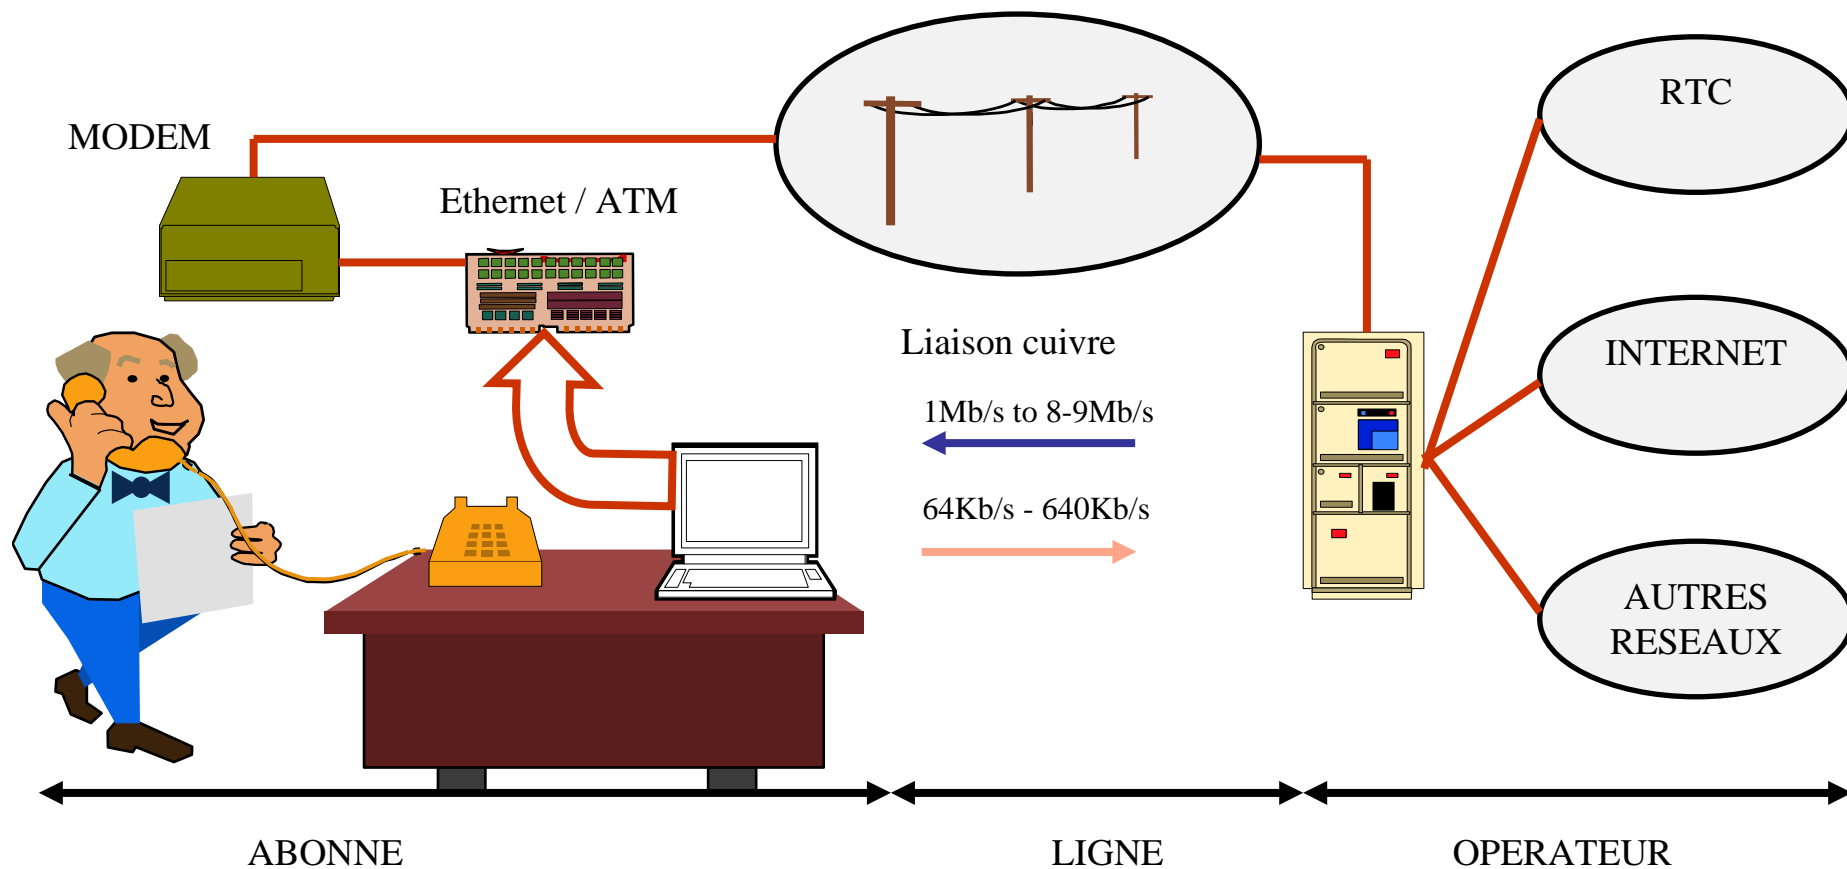 MODEM
Ethernet / ATM
RTC
Liaison cuivre
1Mb/s to 8-9Mb/s
64Kb/s - 640Kb/s
INTERNET
AUTRES
RESEAUX
ABONNE
LIGNE
OPERATEUR